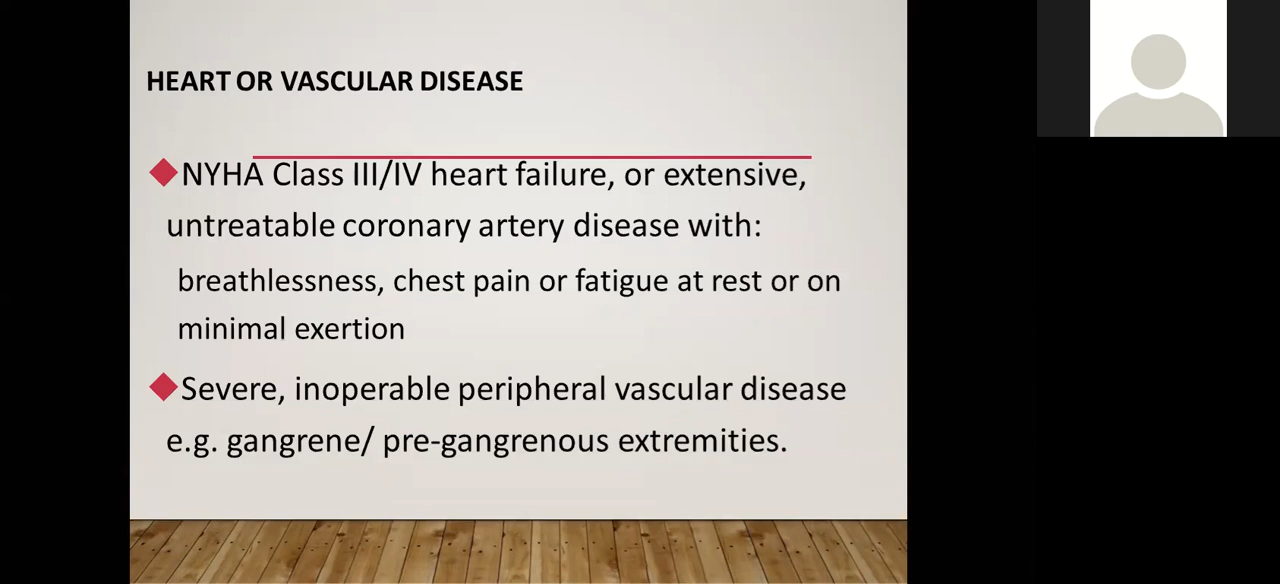 HEART OR VASCULAR DISEASE
NYHA Class III/IV heart failure, or extensive,
untreatable coronary artery disease with:
breathlessness, chest pain or fatigue at rest or on
minimal exertion
Severe, inoperable peripheral vascular disease
e.g. gangrene/ pre-gangrenous extremities.